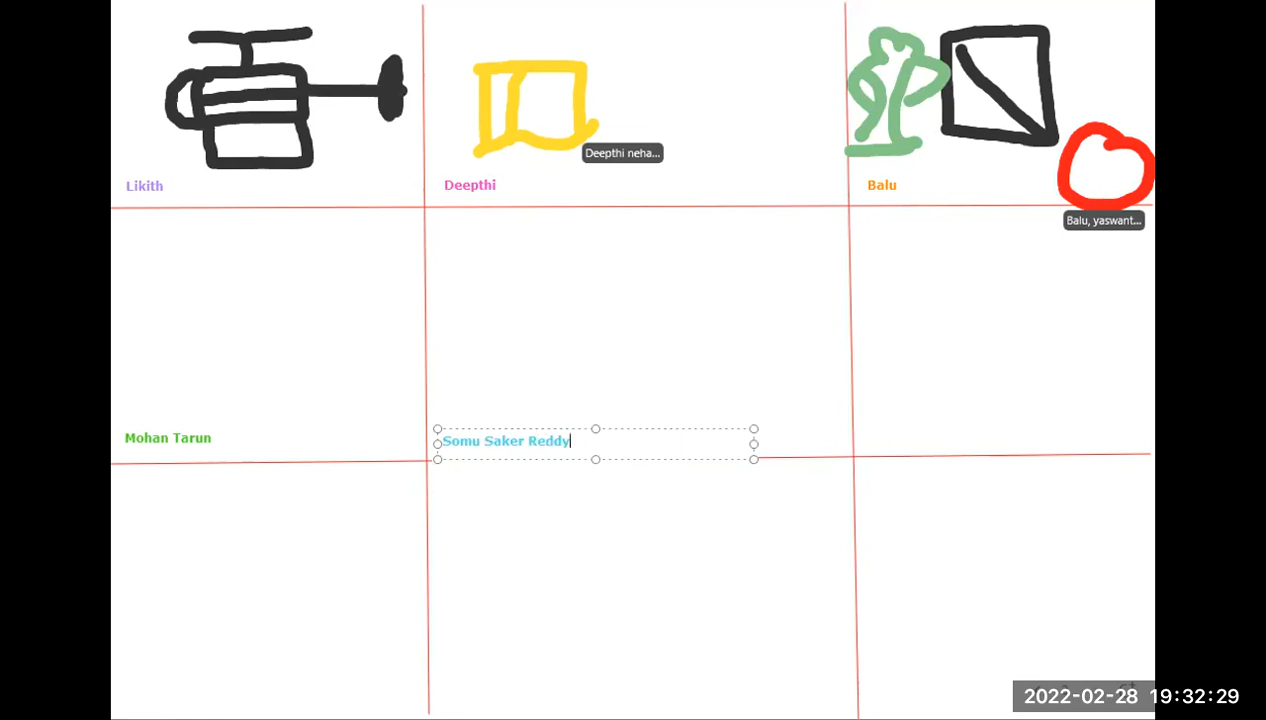 Deepthi neha...
Likith
Deepthi
Balu
Balu, yaswant...
Mohan Tarun
Somu Saker Reddy
2022-02-28 19:32:29